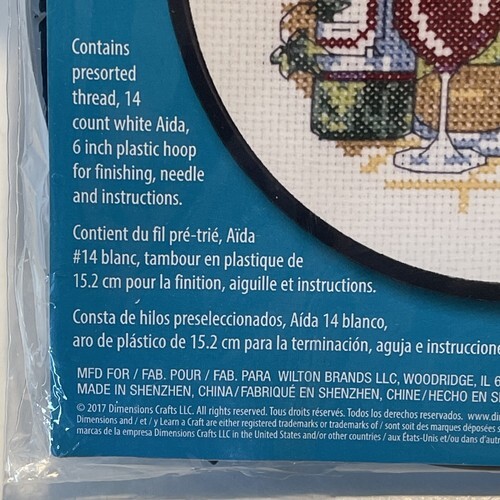 Contains
presorted
thread, 14
count white Aida,
6 inch plastic hoop
for finishing, needle
and instructions.
Contient du fil pré-trié, Aïda
#14 blanc, tambour en plastique de
15.2 cm pour la finition, aiguille et instructions.
Consta de hilos preseleccionados, Aída 14 blanco,
aro de plástico de 15.2 cm para la terminación, aguja e instruccione
MFD FOR / FAB. POUR / FAB. PARA WILTON BRANDS LLC, WOODRIDGE, IL 6
MADE IN SHENZHEN, CHINA/FABRIQUÉ EN SHENZHEN, CHINE/HECHO EN S
© 2017 Dimensions Crafts LLC. All rights reserved. Tous droits réservés. Todos los derechos reservados. www.di
Dimensions and / et / y Learn a Craft are either registered trademarks or trademarks of / sont soit des marques déposées s
marcas de la empresa Dimensions Crafts LLC in the United States and/or other countries / aux États-Unis et/ou dans d'autr